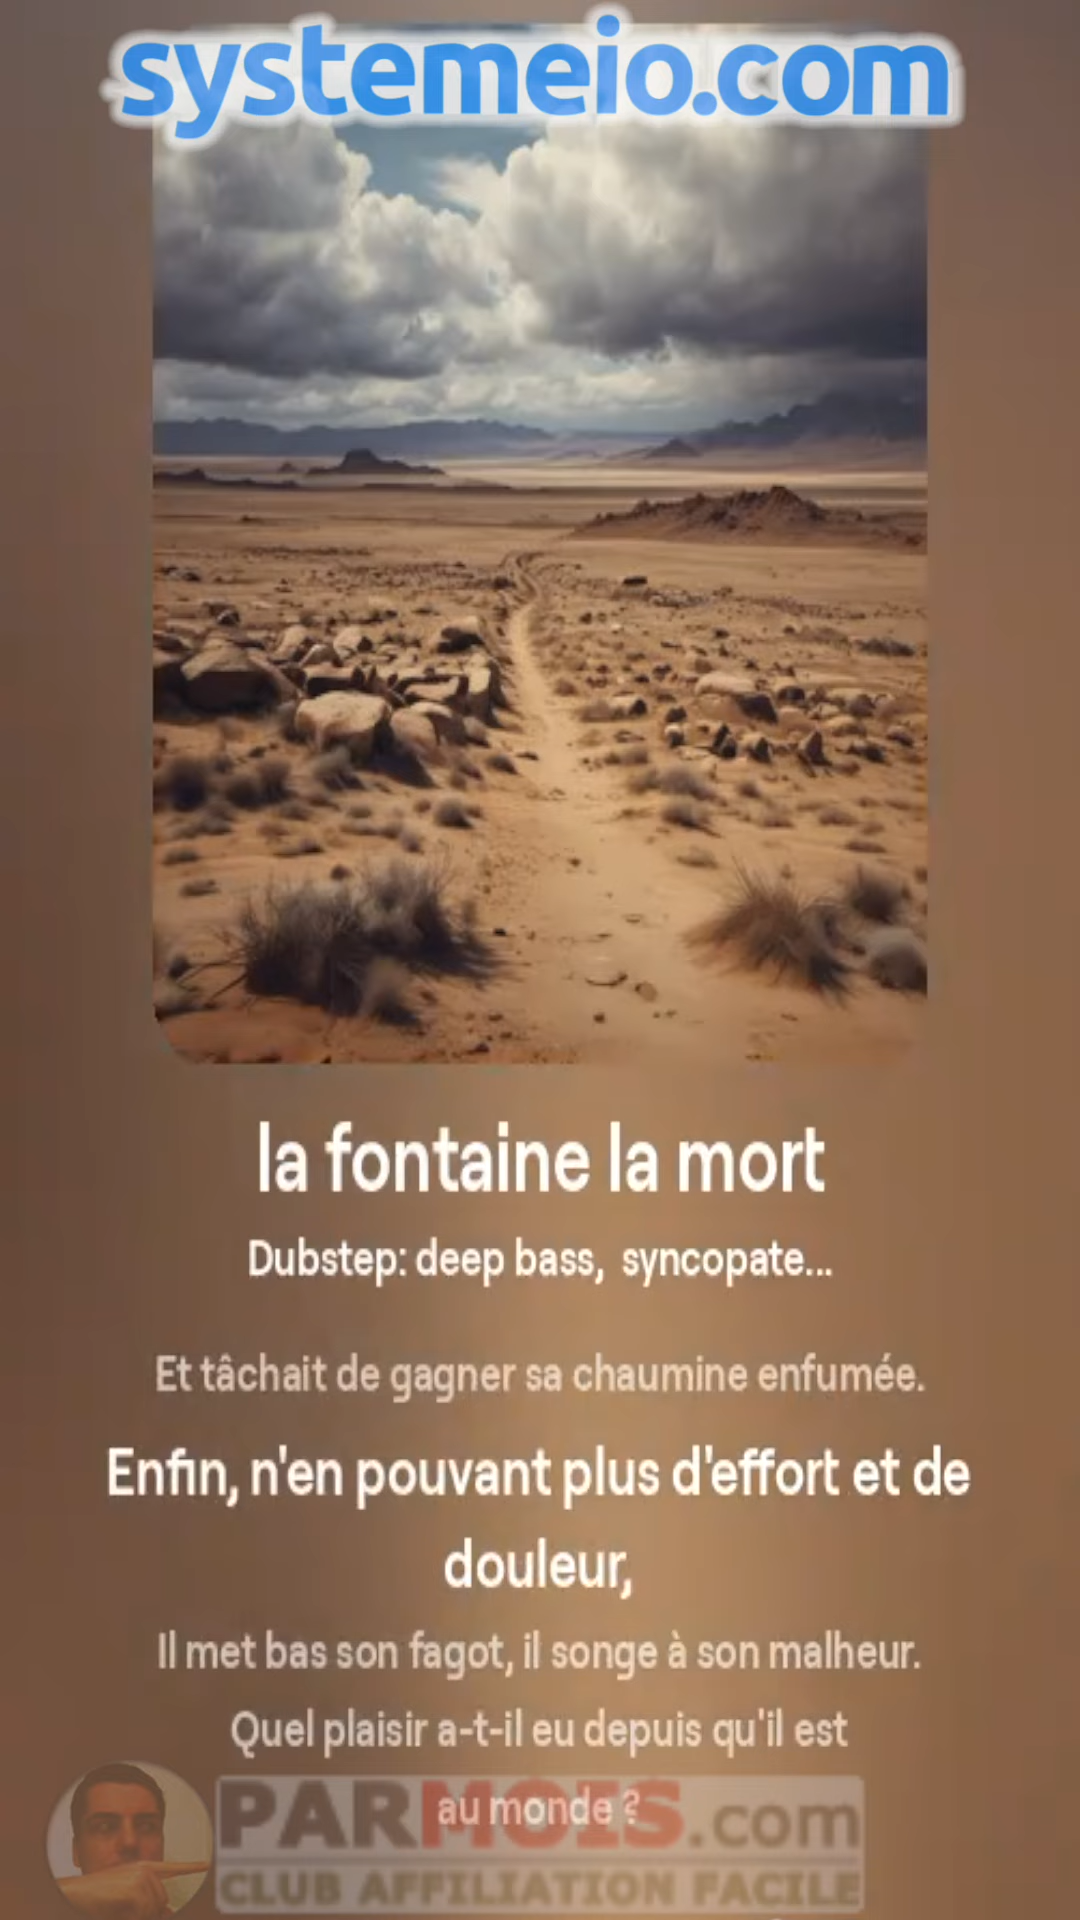 systemeio.com
la fontaine la mort
Dubstep: deep bass,  syncopate...
Et tâchait de gagner sa chaumine enfumée.
Enfin, n'en pouvant plus d'effort et de
douleur,
Il met bas son fagot, il songe à son malheur.
Quel plaisir a-t-il eu depuis qu'il est
au monde ?
PARMOIS.com
CLUB AFFILIATION FACILE